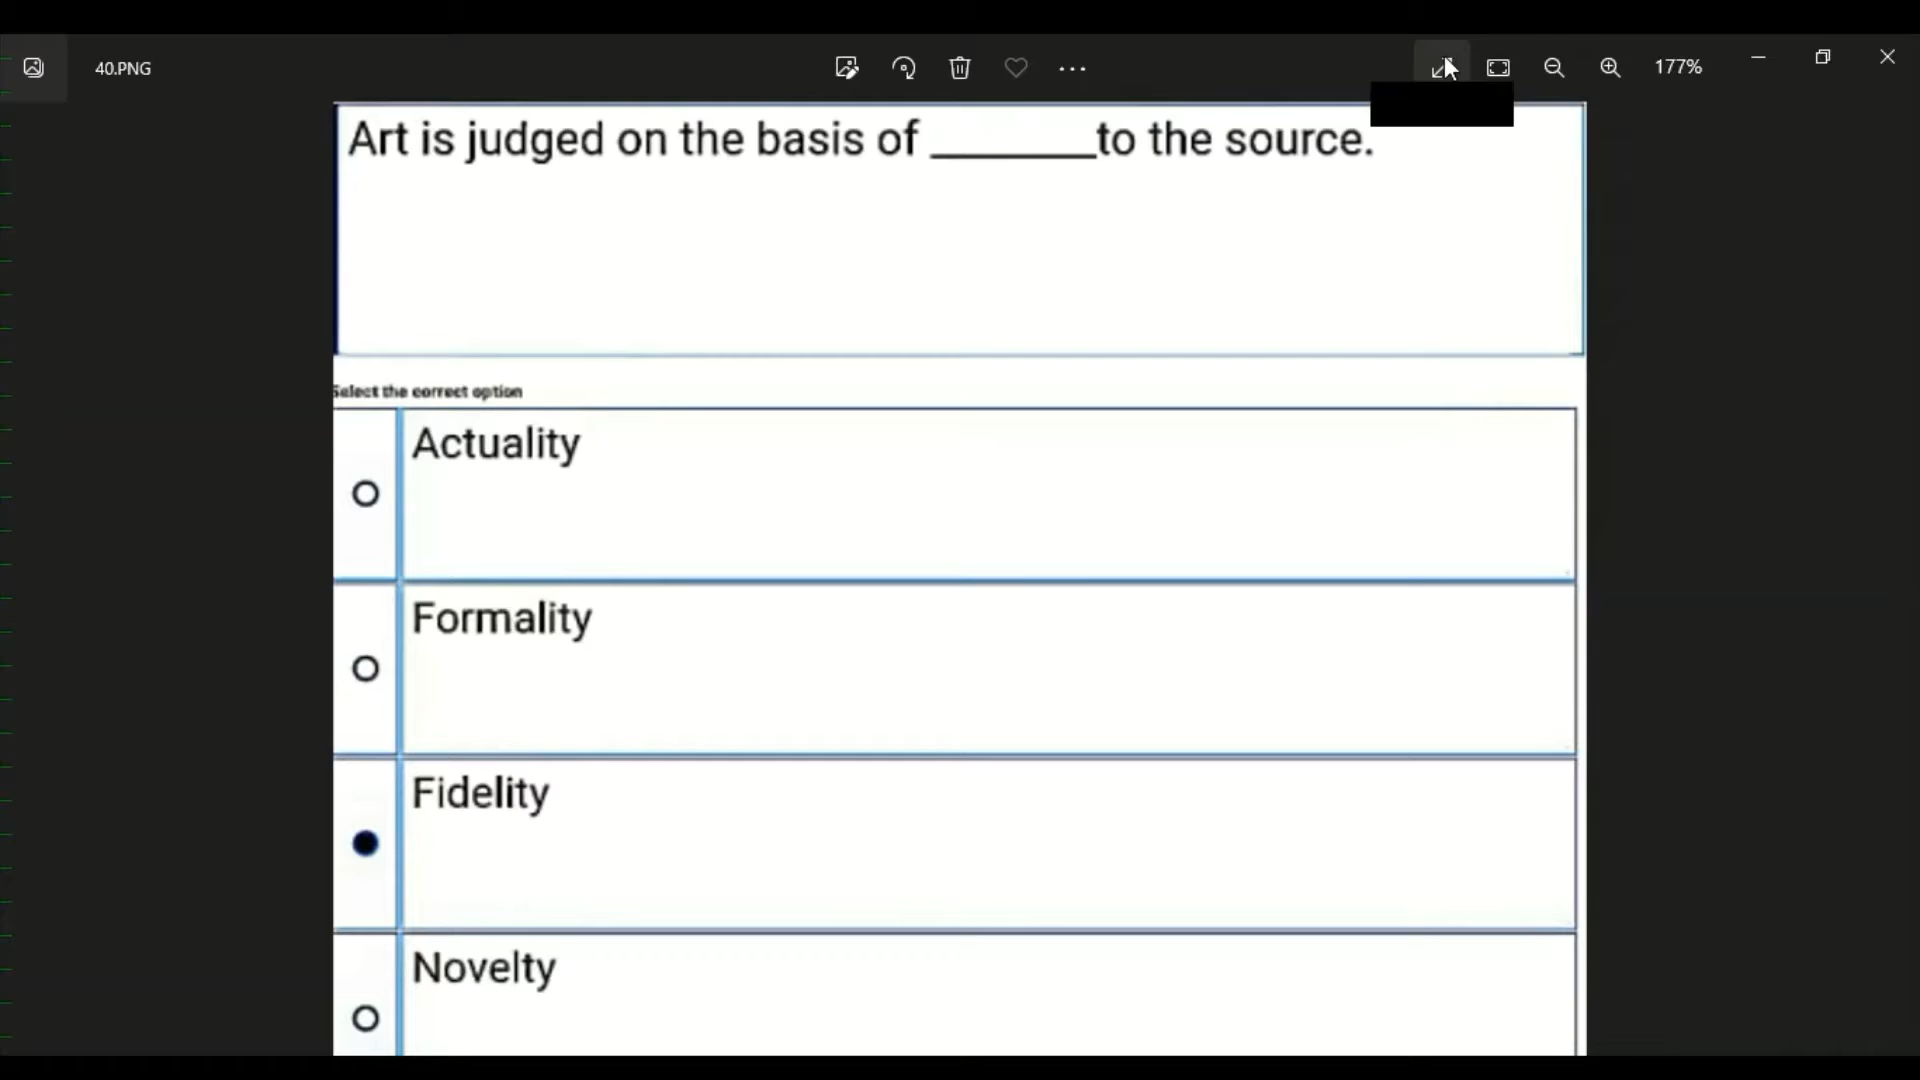 40.PNG
177%
Art is judged on the basis of ________to the source.
Select the correct option
Actuality
Formality
Fidelity
Novelty